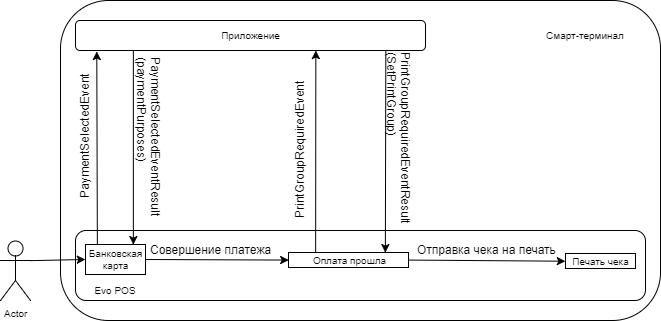 Приложение
Смарт-терминал
PaymentSelectedEvent
PaymentSelectedEventResult
(paymentPurposes)
PrintGroupRequiredEvent
PrintGroupRequiredEventResult
(SetPrintGroup)
Банковская
карта
Совершение платежа
Оплата прошла
Отправка чека на печать
Печать чека
Evo POS
Actor